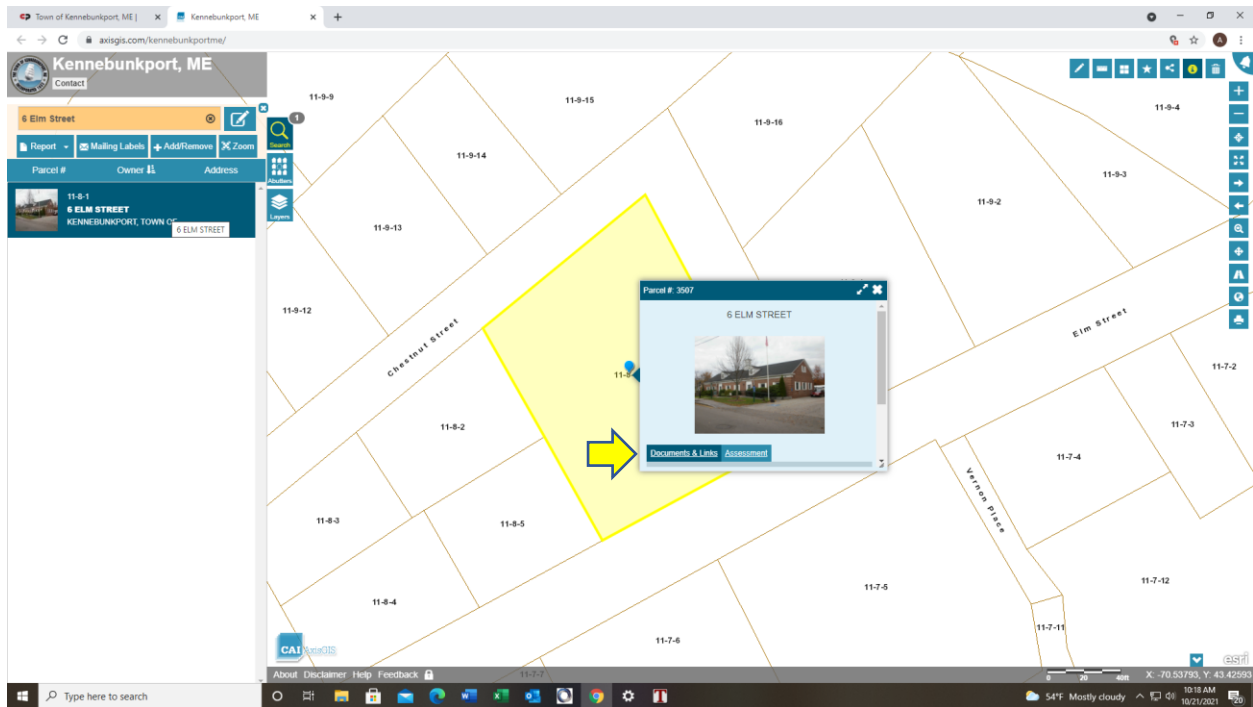 Town of Kennebunkport, ME |
Kennebunkport, ME
axisgis.com/kennebunkportme/
A
Kennebunkport, ME
Contact
6 Elm Street
Report
Mailing Labels
Add/Remove
Zoom
Parcel #
Owner
Address
11-8-1
6 ELM STREET
KENNEBUNKPORT, TOWN OF
6 ELM STREET
1
Search
Abutters
Layers
11-9-9
11-9-15
11-9-16
11-9-4
11-9-14
11-9-3
11-9-2
11-9-13
11-9-12
Chestnut Street
Elm Street
Parcel #: 3507
6 ELM STREET
Documents & Links
Assessment
11-8
11-7-2
11-8-2
11-7-3
11-7-4
Vernon Place
11-8-3
11-8-5
11-7-5
11-7-12
11-8-4
11-7-11
11-7-6
CAI AxisGIS
esri
About Disclaimer Help Feedback
11-7-7
0 20 40ft
X: -70.53793, Y: 43.42593
Type here to search
54°F Mostly cloudy
10:18 AM
10/21/2021
20